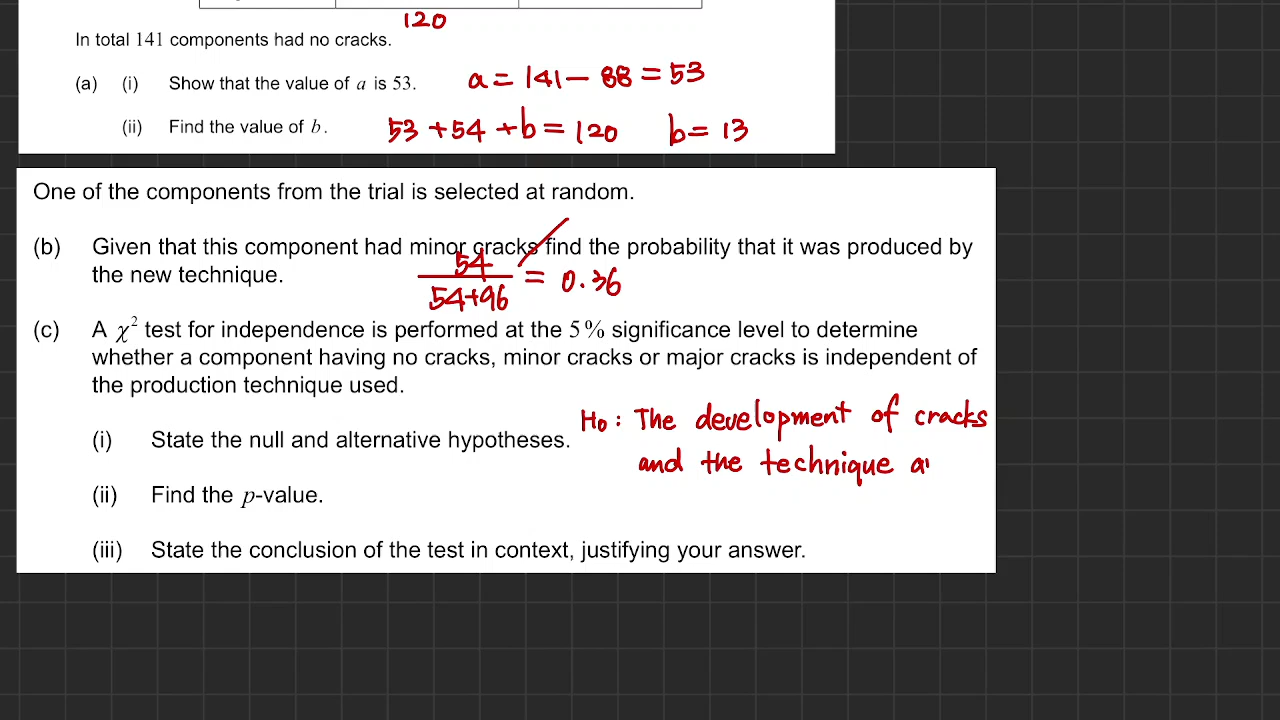 120
In total 141 components had no cracks.
(a) (i) Show that the value of a is 53. a = 141 - 88 = 53
(ii) Find the value of b. 53 + 54 + b = 120 b = 13
One of the components from the trial is selected at random.
(b) Given that this component had minor cracks find the probability that it was produced by
the new technique. 54/54+96 = 0.36
(c) A χ² test for independence is performed at the 5% significance level to determine
whether a component having no cracks, minor cracks or major cracks is independent of
the production technique used.
H₀ : The development of cracks
(i) State the null and alternative hypotheses.
and the technique a
(ii) Find the p-value.
(iii) State the conclusion of the test in context, justifying your answer.